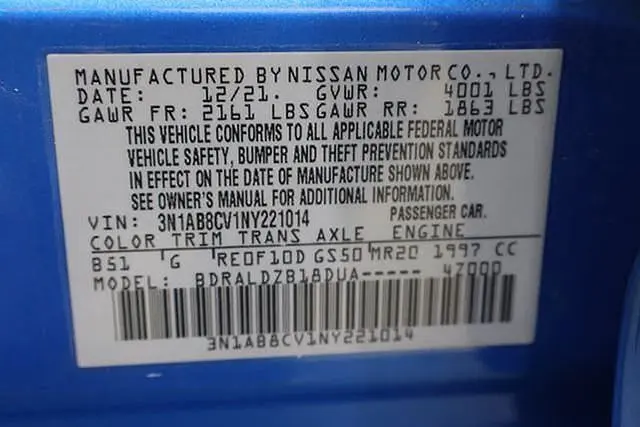 MANUFACTURED BY NISSAN MOTOR CO., LTD.
DATE: 12/21. GVWR: 4001 LBS
GAWR FR: 2161 LBS GAWR RR: 1863 LBS
THIS VEHICLE CONFORMS TO ALL APPLICABLE FEDERAL MOTOR
VEHICLE SAFETY, BUMPER AND THEFT PREVENTION STANDARDS
IN EFFECT ON THE DATE OF MANUFACTURE SHOWN ABOVE.
SEE OWNER'S MANUAL FOR ADDITIONAL INFORMATION.
VIN: 3N1AB8CV1NY221014 PASSENGER CAR.
COLOR TRIM TRANS AXLE ENGINE
B51 G RE0F10D GS50 MR20 1997 CC
MODEL: BDRALDZB18DUA----- 4Z000
3N1AB8CV1NY221014